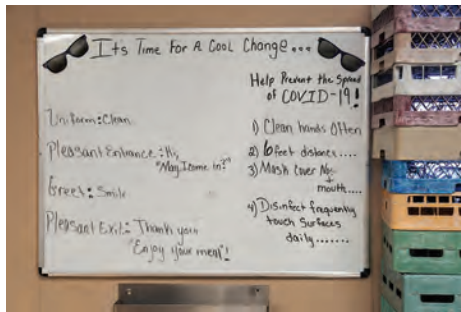 It's Time For A Cool Change...
Help Prevent the Spread
of COVID-19!
Uniform: Clean
Pleasant Entrance: Hi,
"May I come in?"
Greet: Smile
Pleasant Exit: Thank you
"Enjoy your meal"!
1) Clean hands Often
2) 6 feet distance....
3) Mask Cover
+
mouth....
4) Disinfect frequently
touch Surfaces
daily.......